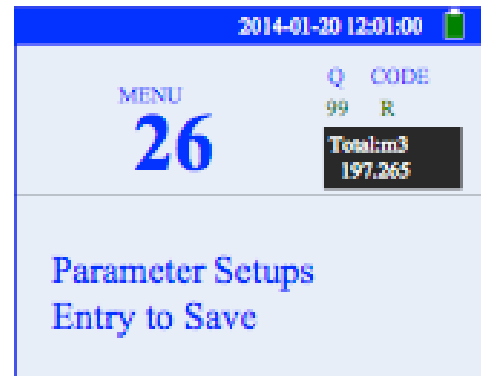 2014-01-20 12:01:00
MENU
26
Q CODE
99 R
Total:m3
197.265
Parameter Setups
Entry to Save